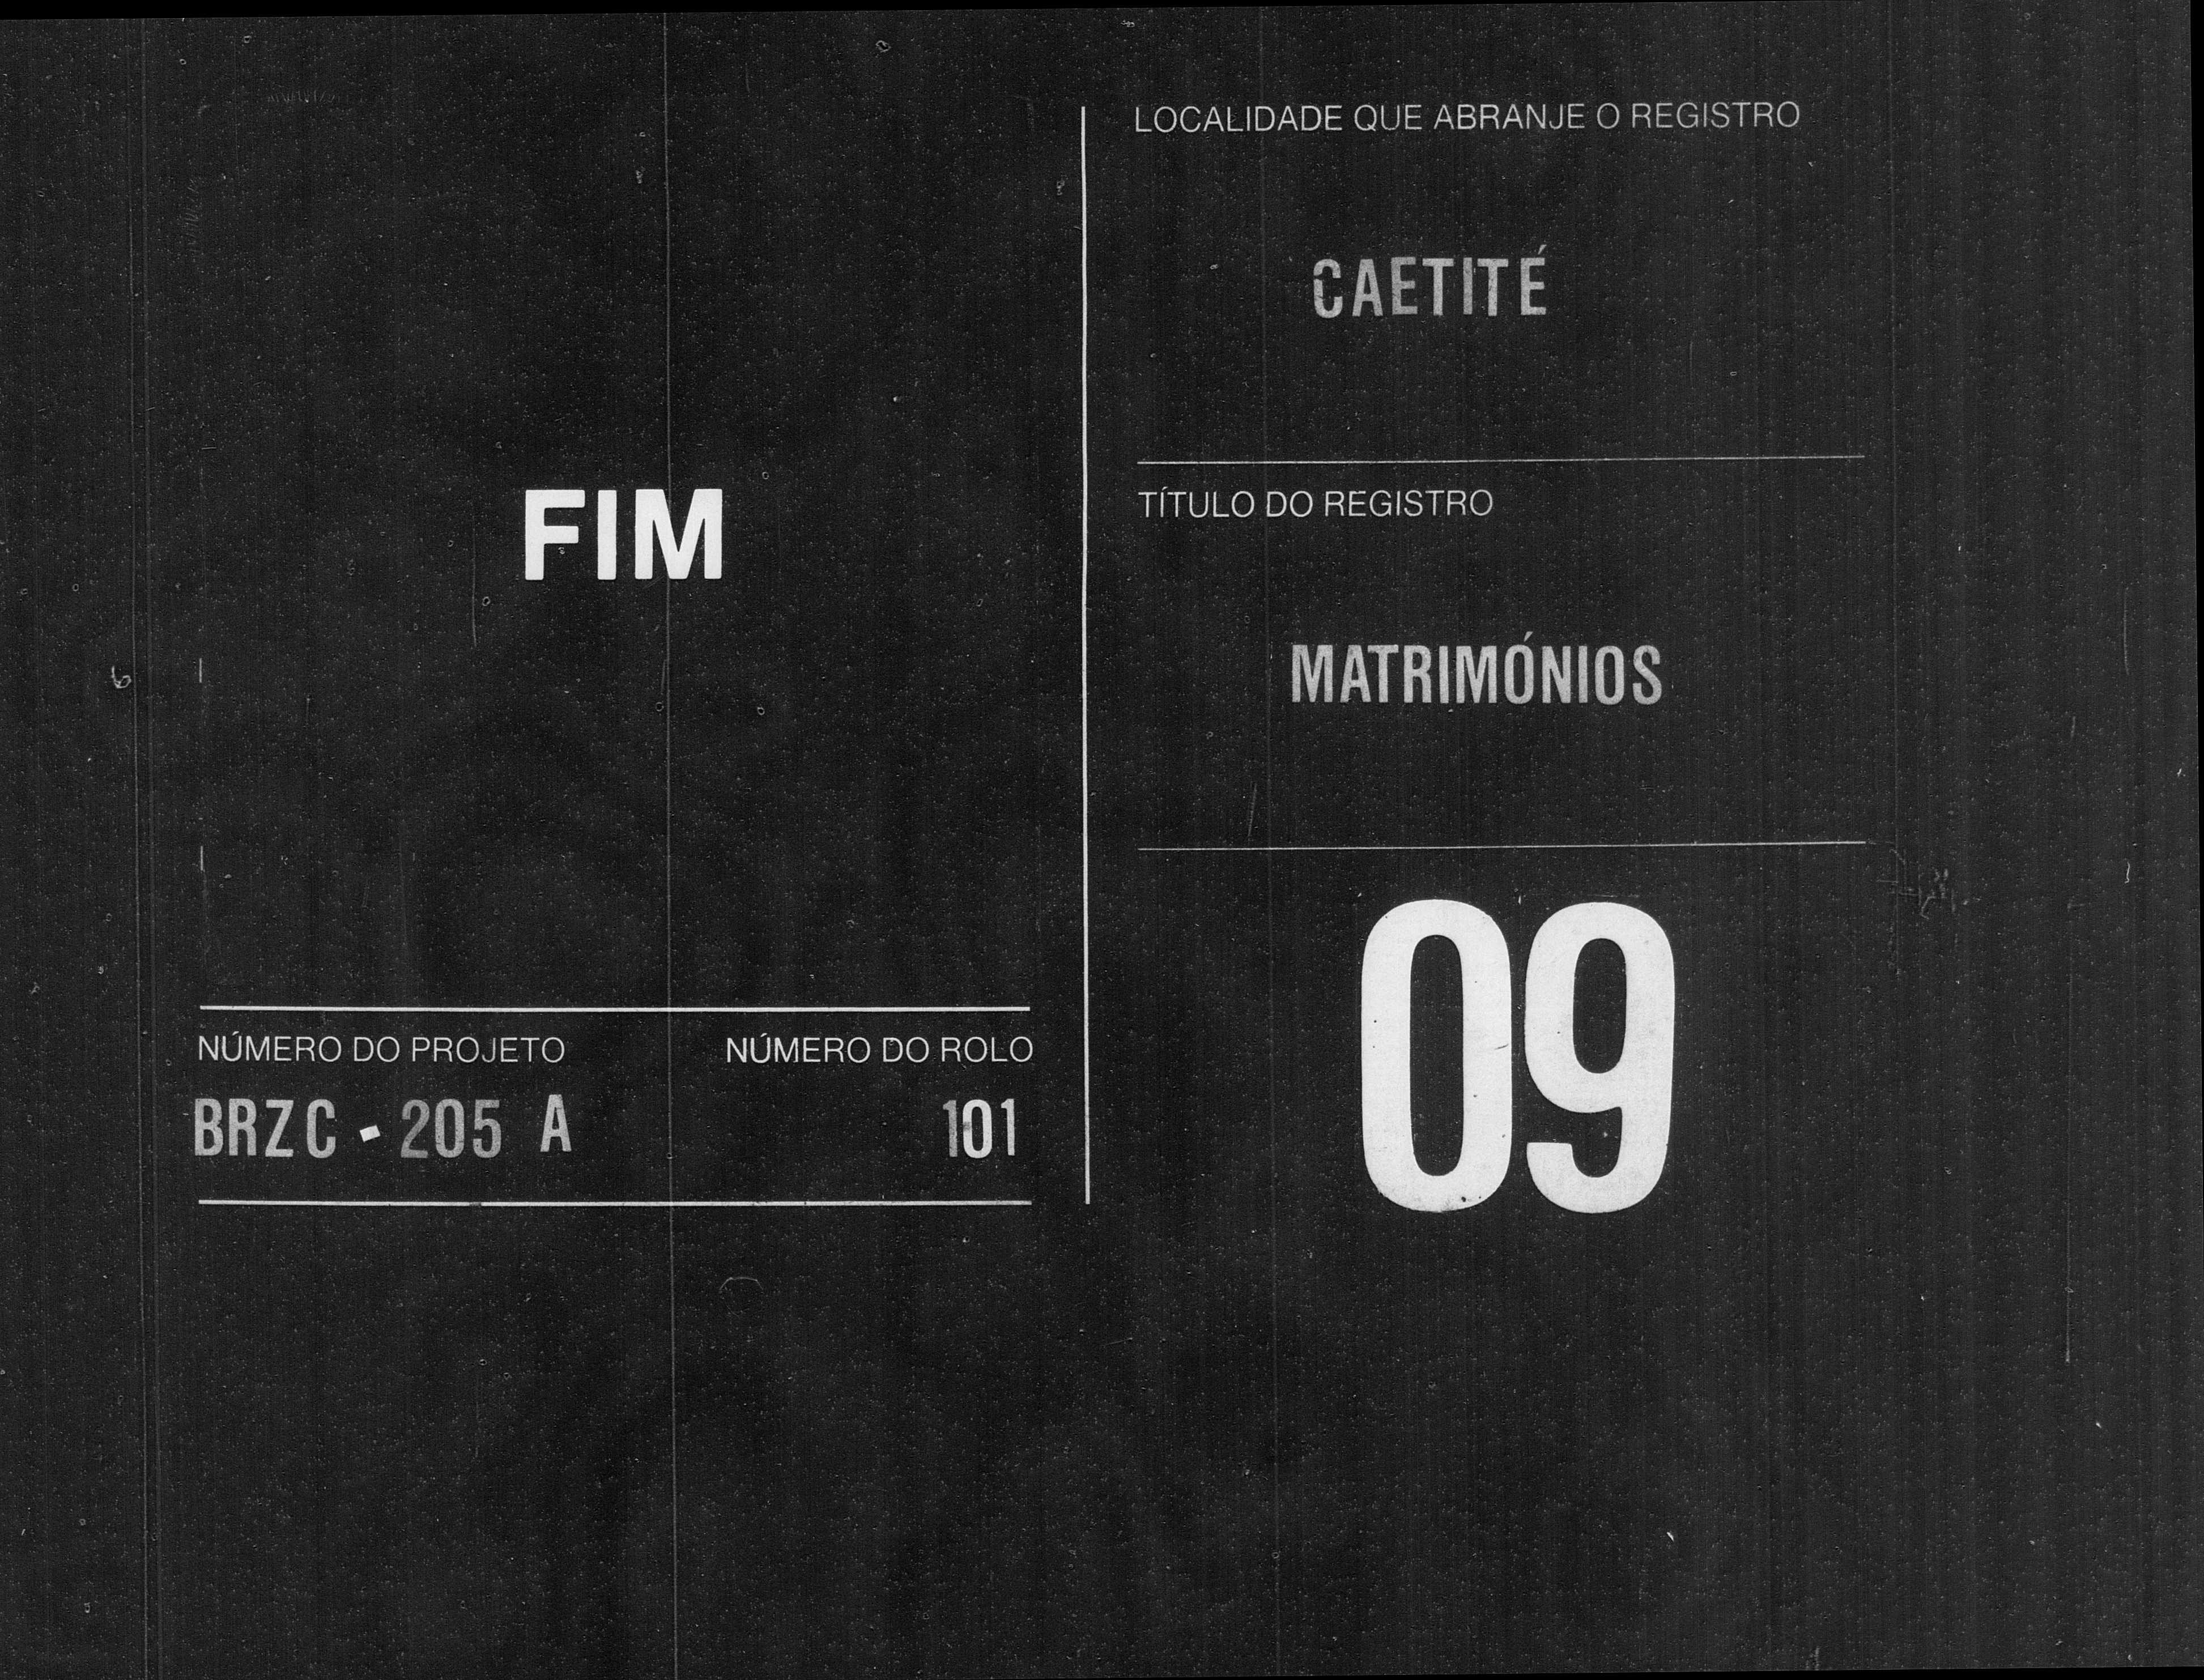 FIM
NÚMERO DO PROJETO
BRZC - 205 A
NÚMERO DO ROLO
101
LOCALIDADE QUE ABRANJE O REGISTRO
CAETITÉ
TÍTULO DO REGISTRO
MATRIMÓNIOS
09